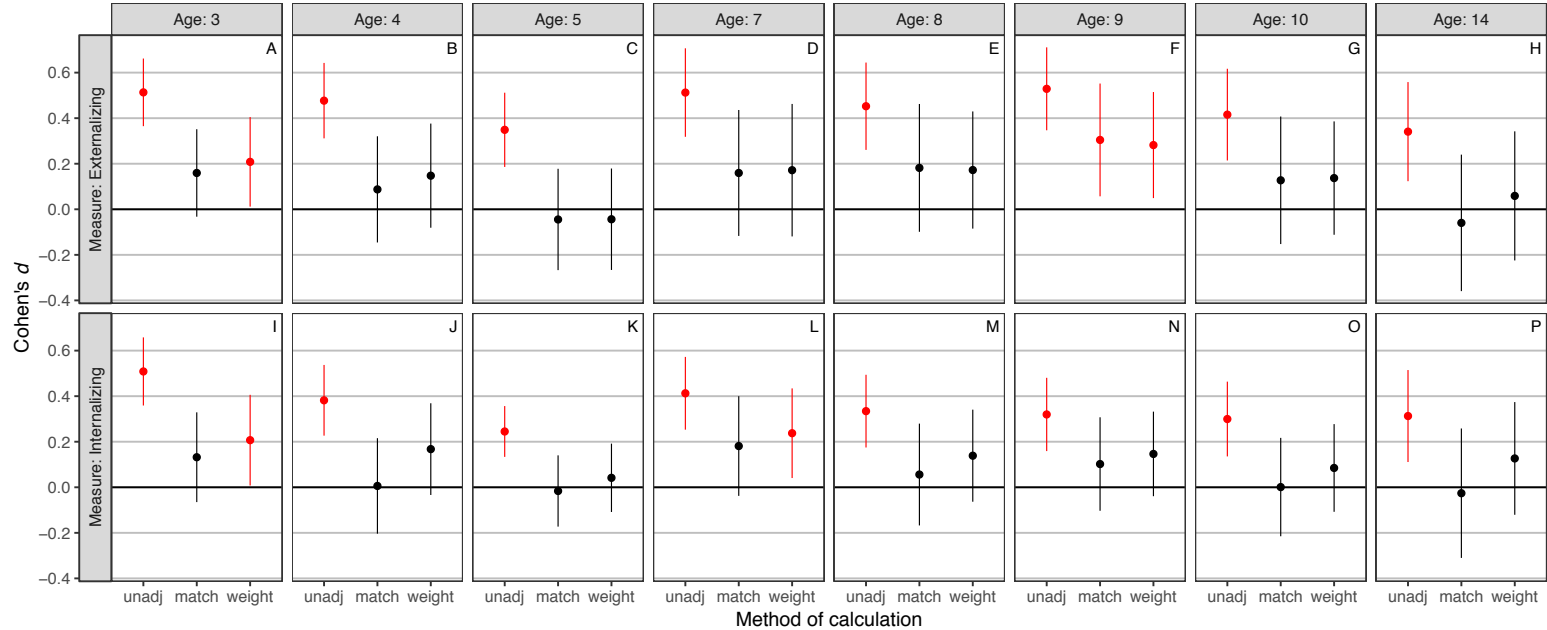 Age: 3 Age: 4 Age: 5 Age: 7 Age: 8 Age: 9 Age: 10 Age: 14
Measure: Externalizing
A B C D E F G H
0.6
0.4
0.2
0.0
−0.2
−0.4
Cohen's d
Measure: Internalizing
I J K L M N O P
0.6
0.4
0.2
0.0
−0.2
−0.4
unadj match weight unadj match weight unadj match weight unadj match weight unadj match weight unadj match weight unadj match weight unadj match weight
Method of calculation